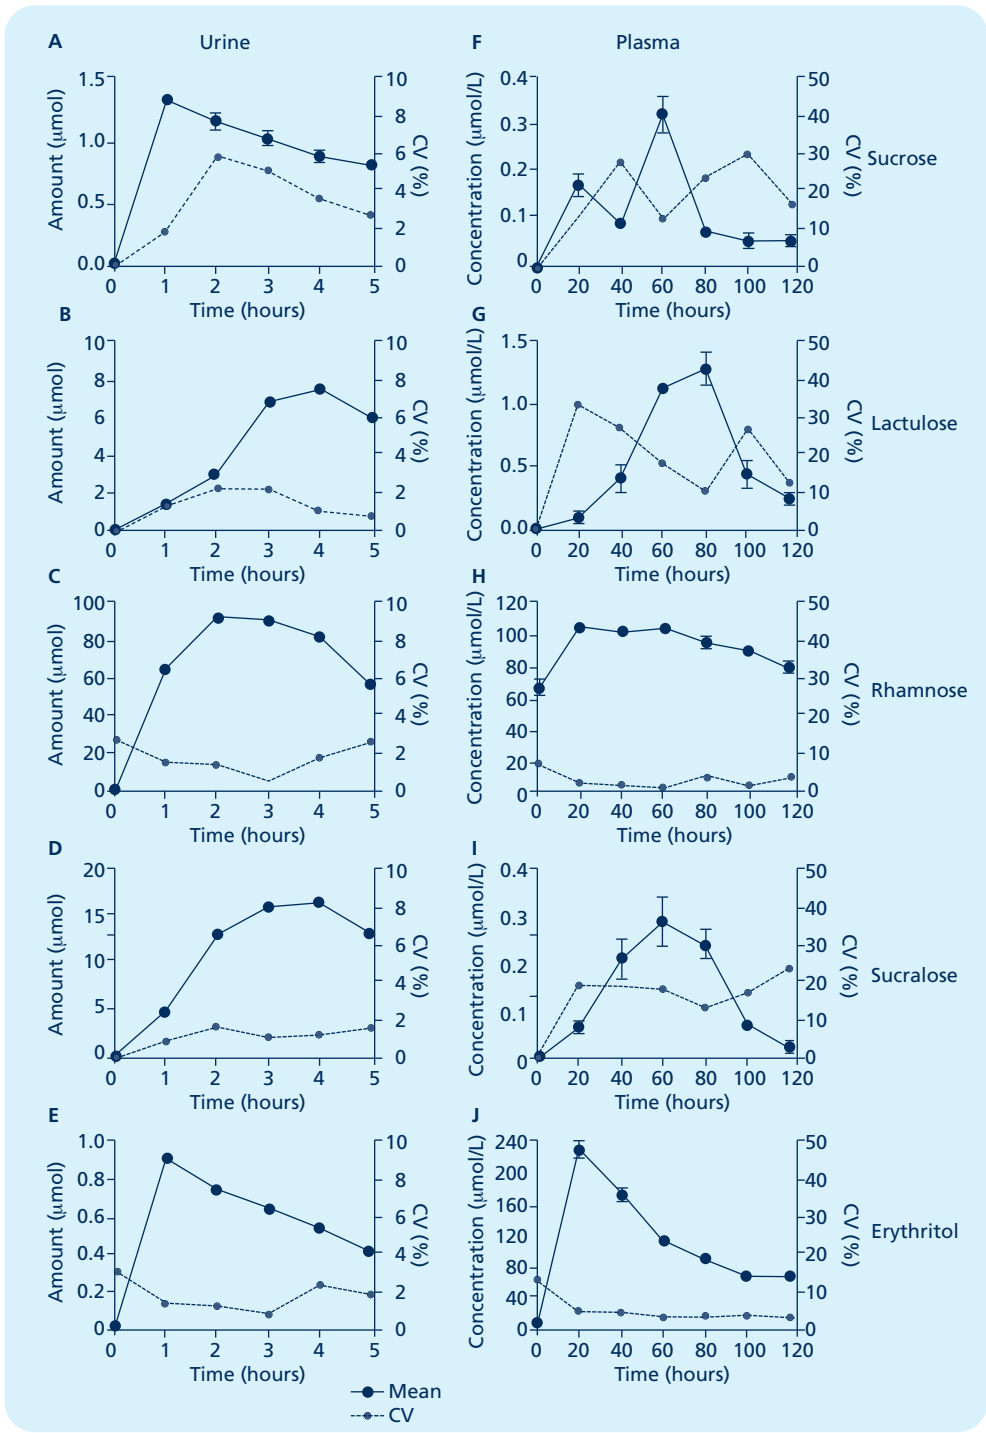 A Urine
Amount (µmol)
1.5
1.0
0.5
0.0
10
8
6
4
2
0
CV (%)
0 1 2 3 4 5
Time (hours)
F Plasma
Concentration (µmol/L)
0.4
0.3
0.2
0.1
0
50
40
30
20
10
0
CV (%)
Sucrose
0 20 40 60 80 100 120
Time (hours)
B
Amount (µmol)
10
8
6
4
2
0
10
8
6
4
2
0
CV (%)
0 1 2 3 4 5
Time (hours)
G
Concentration (µmol/L)
1.5
1.0
0.5
0.0
50
40
30
20
10
0
CV (%)
Lactulose
0 20 40 60 80 100 120
Time (hours)
C
Amount (µmol)
100
80
60
40
20
0
10
8
6
4
2
0
CV (%)
0 1 2 3 4 5
Time (hours)
H
Concentration (µmol/L)
120
100
80
60
40
20
0
50
40
30
20
10
0
CV (%)
Rhamnose
0 20 40 60 80 100 120
Time (hours)
D
Amount (µmol)
20
15
10
5
0
10
8
6
4
2
0
CV (%)
0 1 2 3 4 5
Time (hours)
I
Concentration (µmol/L)
0.4
0.3
0.2
0.1
0
50
40
30
20
10
0
CV (%)
Sucralose
0 20 40 60 80 100 120
Time (hours)
E
Amount (µmol)
1.0
0.8
0.6
0.4
0.2
0
10
8
6
4
2
0
CV (%)
0 1 2 3 4 5
Time (hours)
J
Concentration (µmol/L)
240
200
160
120
80
40
0
50
40
30
20
10
0
CV (%)
Erythritol
0 20 40 60 80 100 120
Time (hours)
Mean
CV